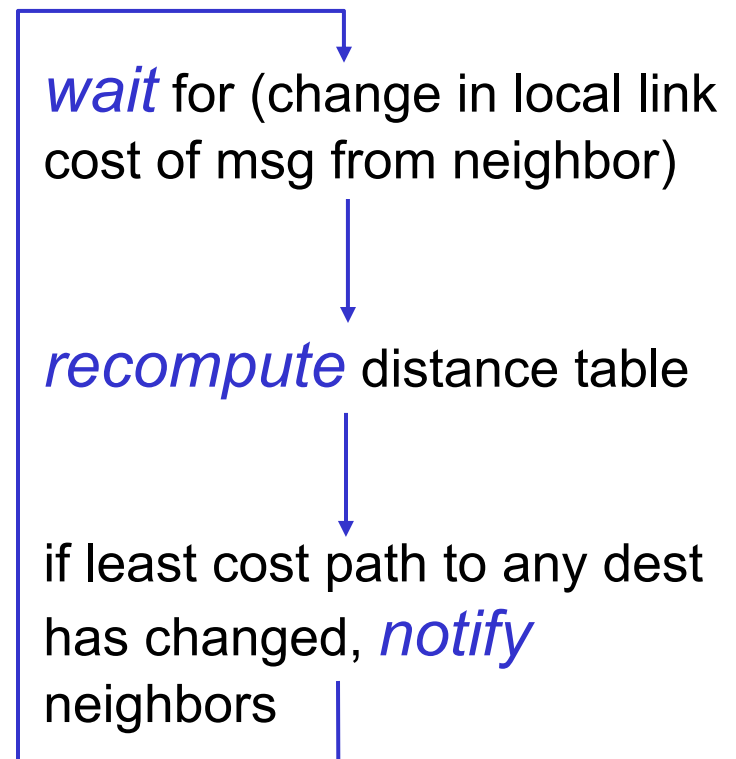 wait for (change in local link
cost of msg from neighbor)
recompute distance table
if least cost path to any dest
has changed, notify
neighbors